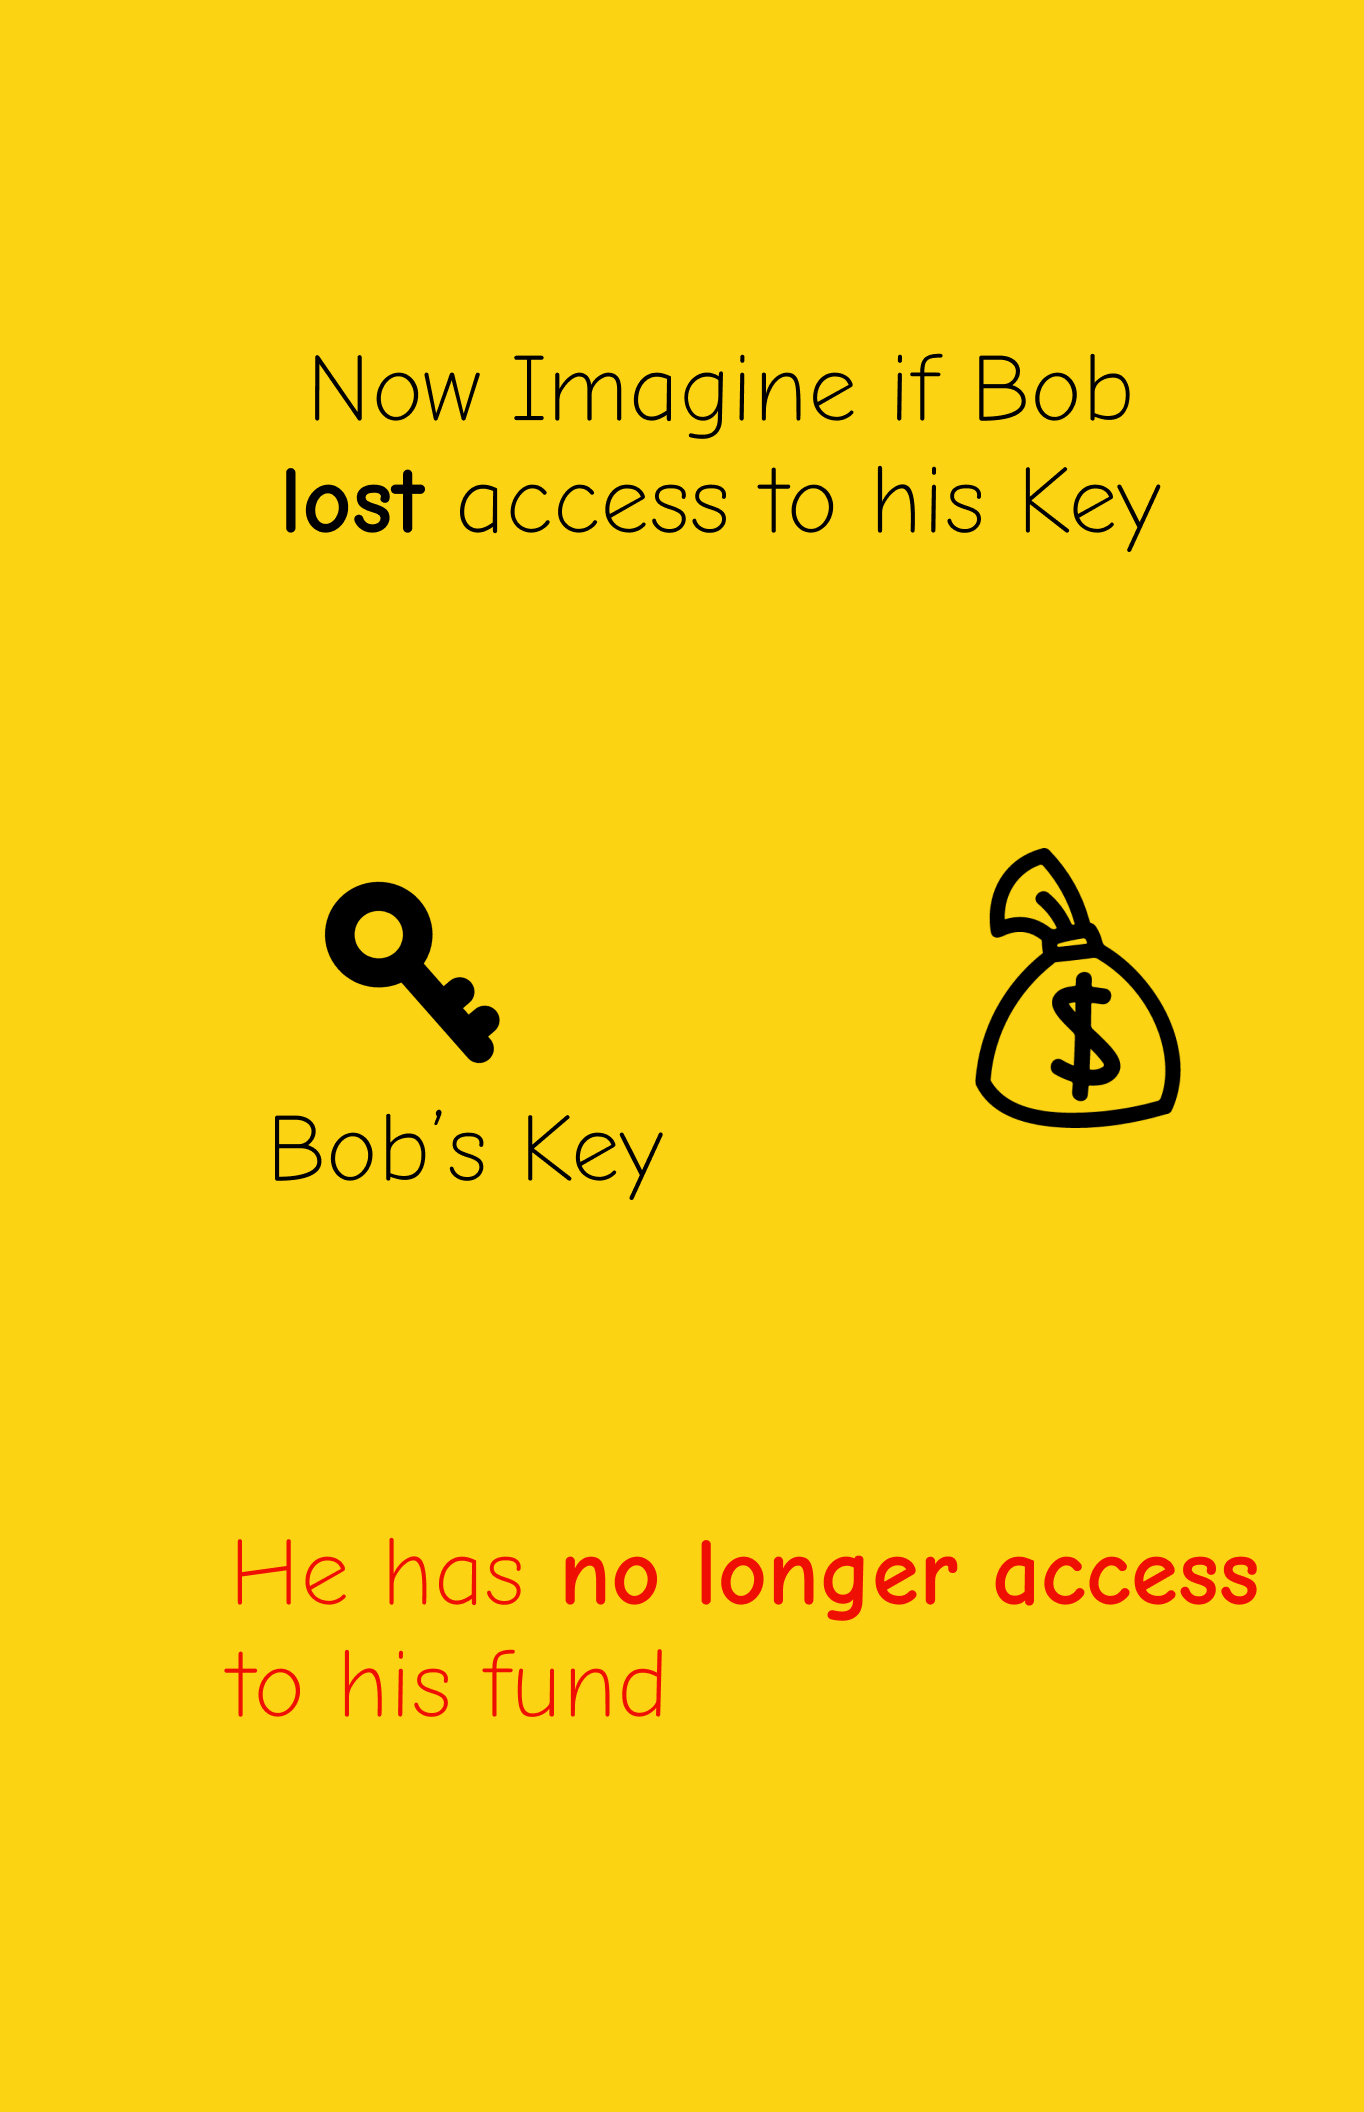 Now Imagine if Bob
lost access to his Key
$
Bob's Key
He has no longer access
to his fund